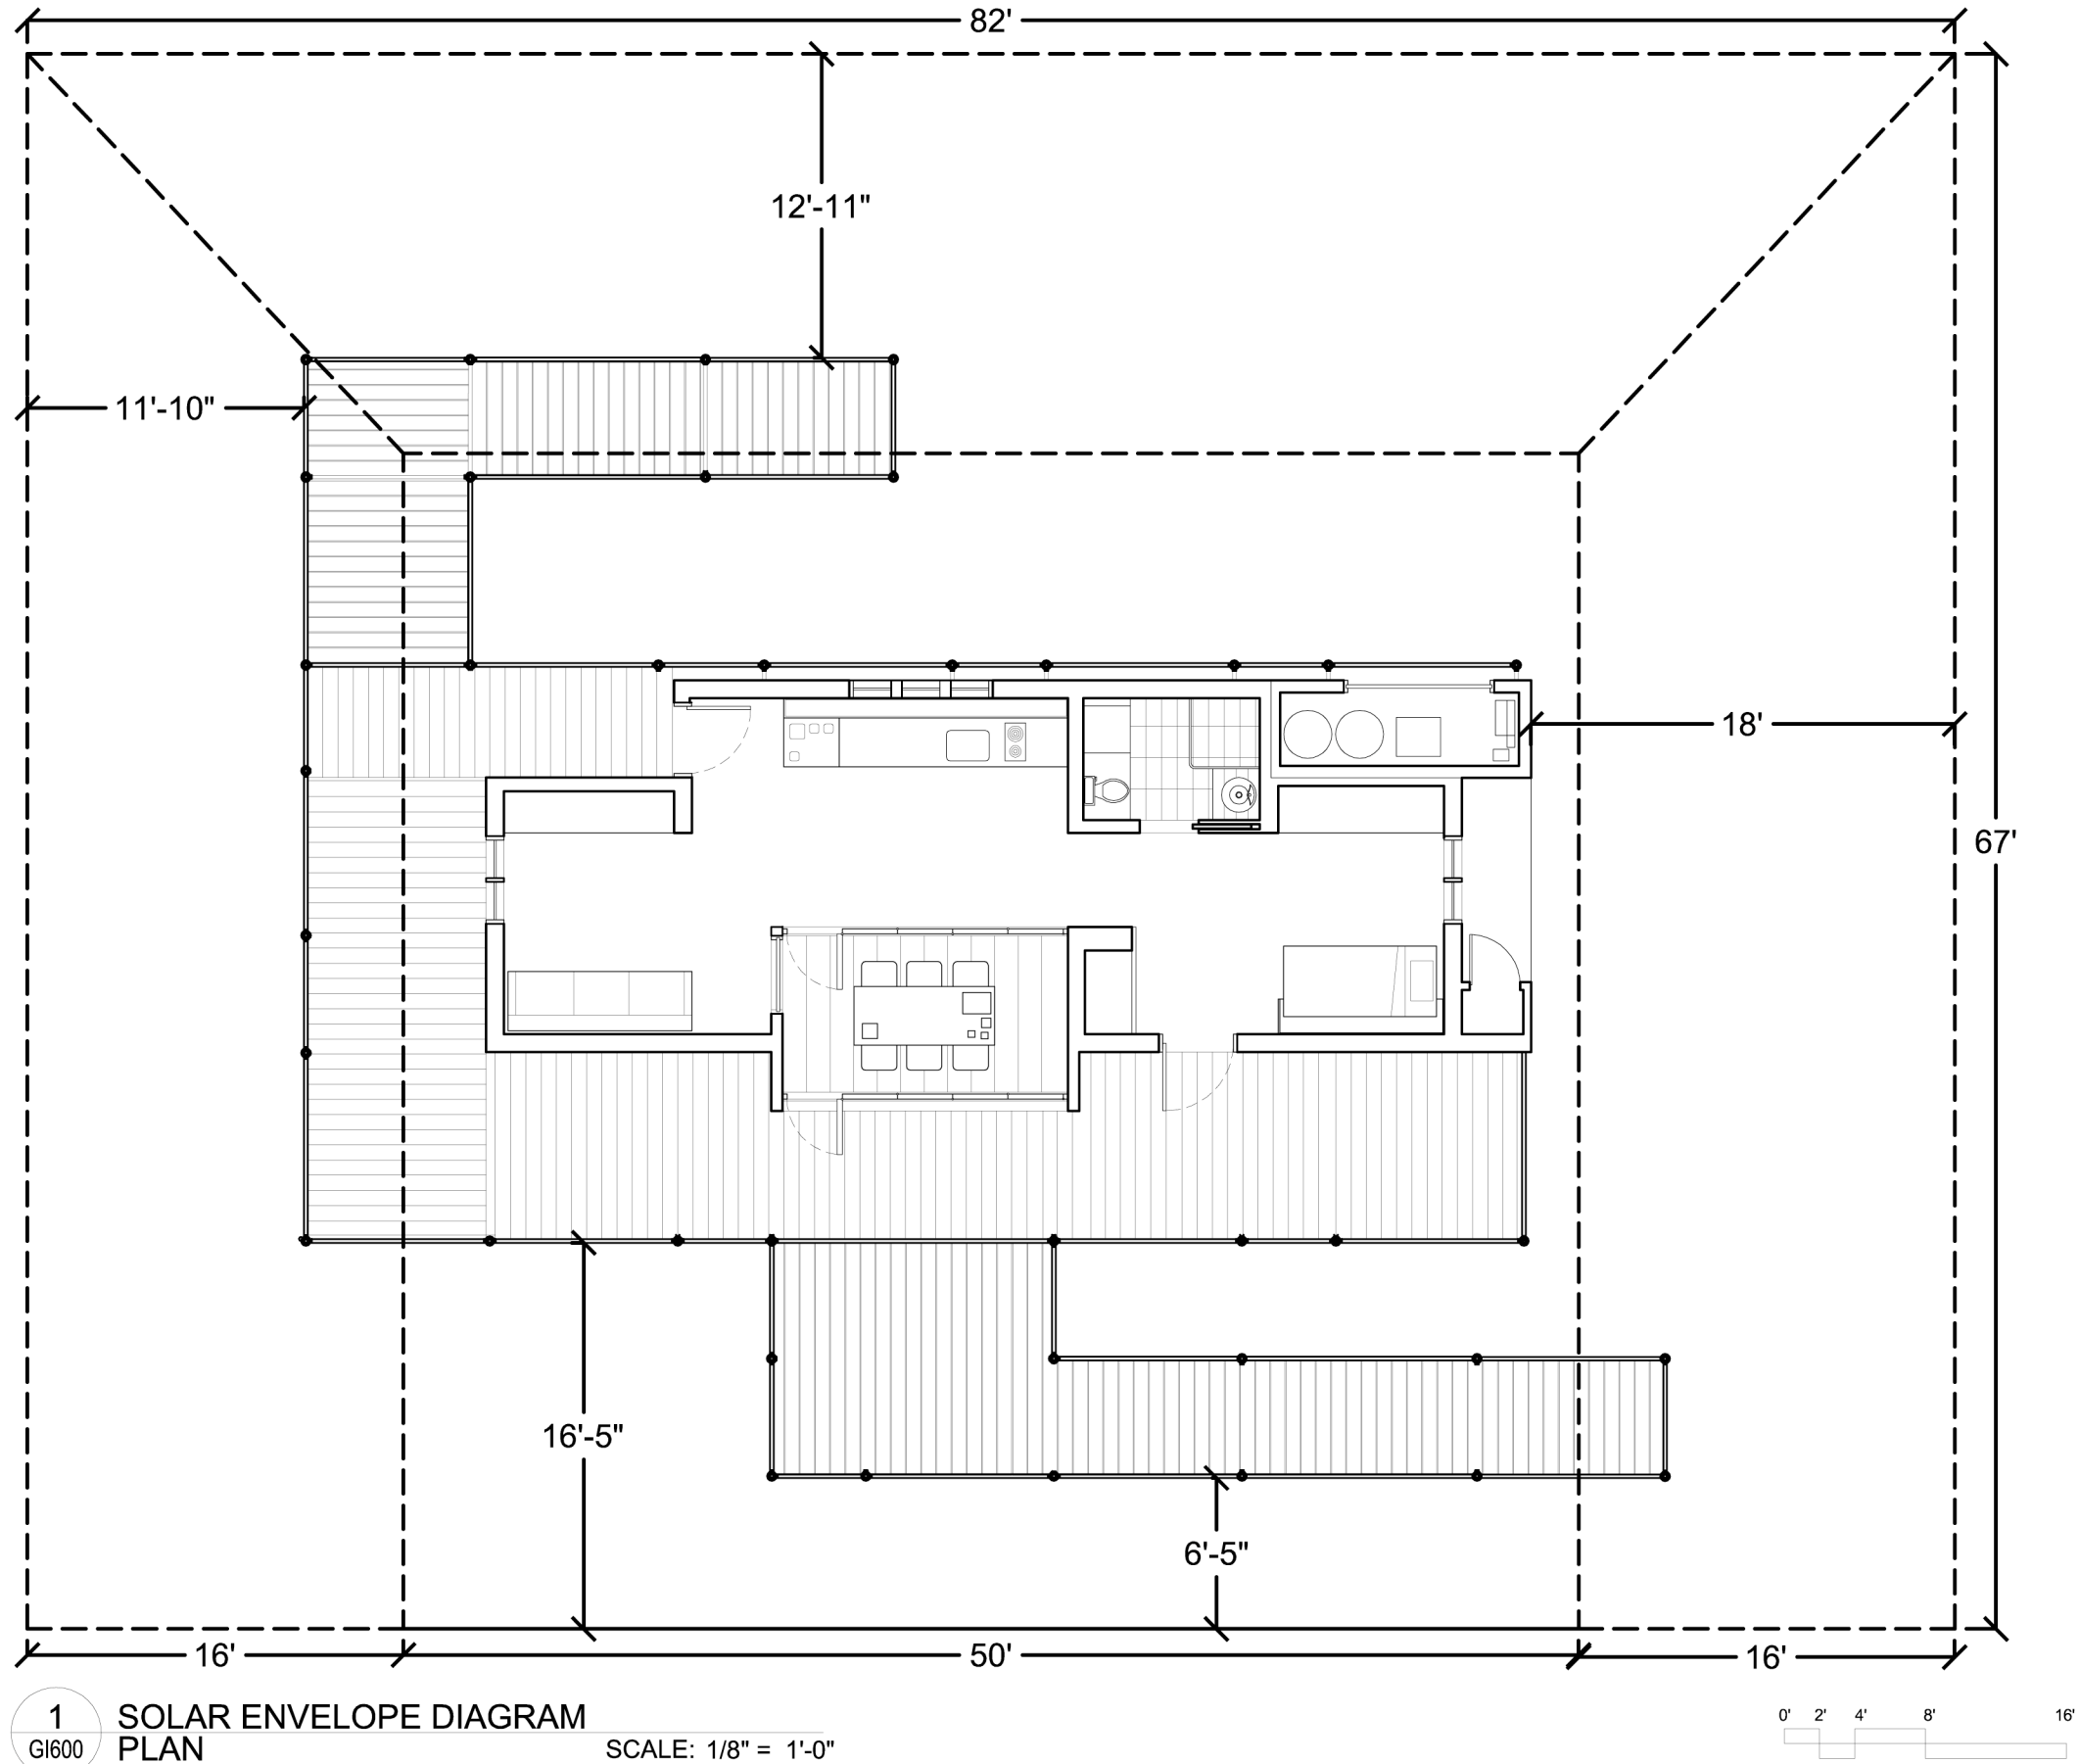 82'
12'-11"
11'-10"
18'
67'
16'-5"
6'-5"
16'
50'
16'
1
GI600
SOLAR ENVELOPE DIAGRAM
PLAN
SCALE: 1/8" = 1'-0"
0' 2' 4' 8' 16'